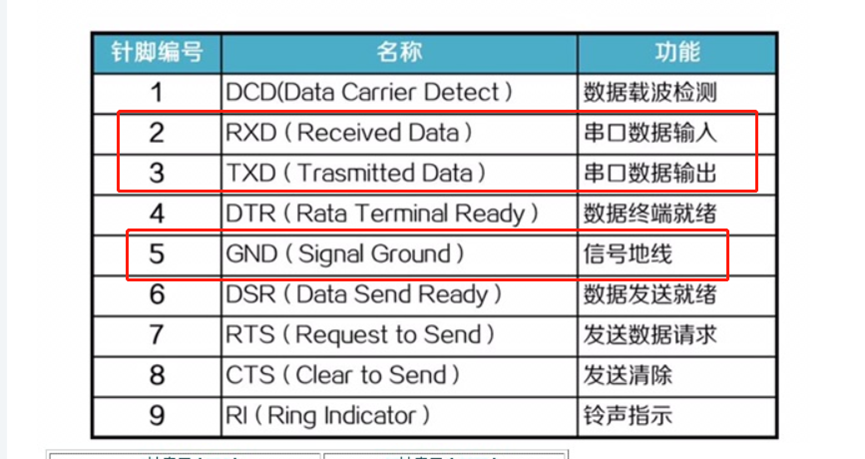 针脚编号 名称 功能
1 DCD(Data Carrier Detect) 数据载波检测
2 RXD (Received Data) 串口数据输入
3 TXD (Trasmitted Data) 串口数据输出
4 DTR (Rata Terminal Ready) 数据终端就绪
5 GND (Signal Ground) 信号地线
6 DSR (Data Send Ready) 数据发送就绪
7 RTS (Request to Send) 发送数据请求
8 CTS (Clear to Send) 发送清除
9 RI (Ring Indicator) 铃声指示